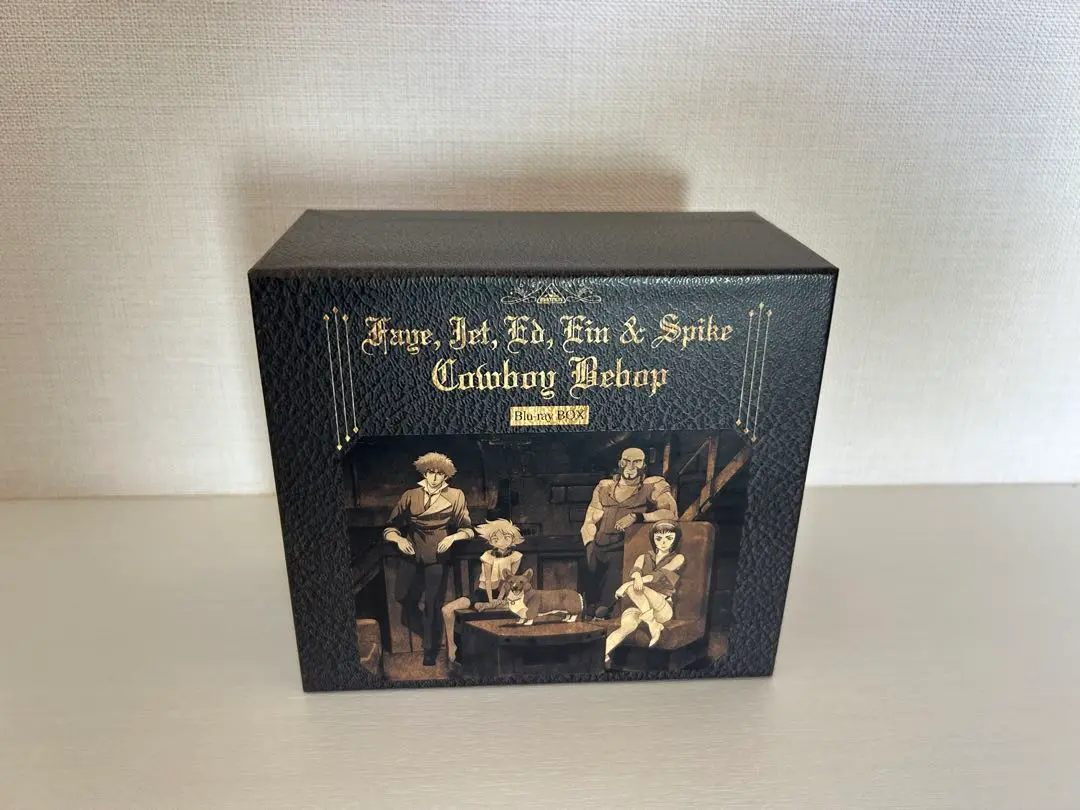 Faye, Jet, Ed, Ein & Spike
Cowboy Bebop
Blu-ray BOX